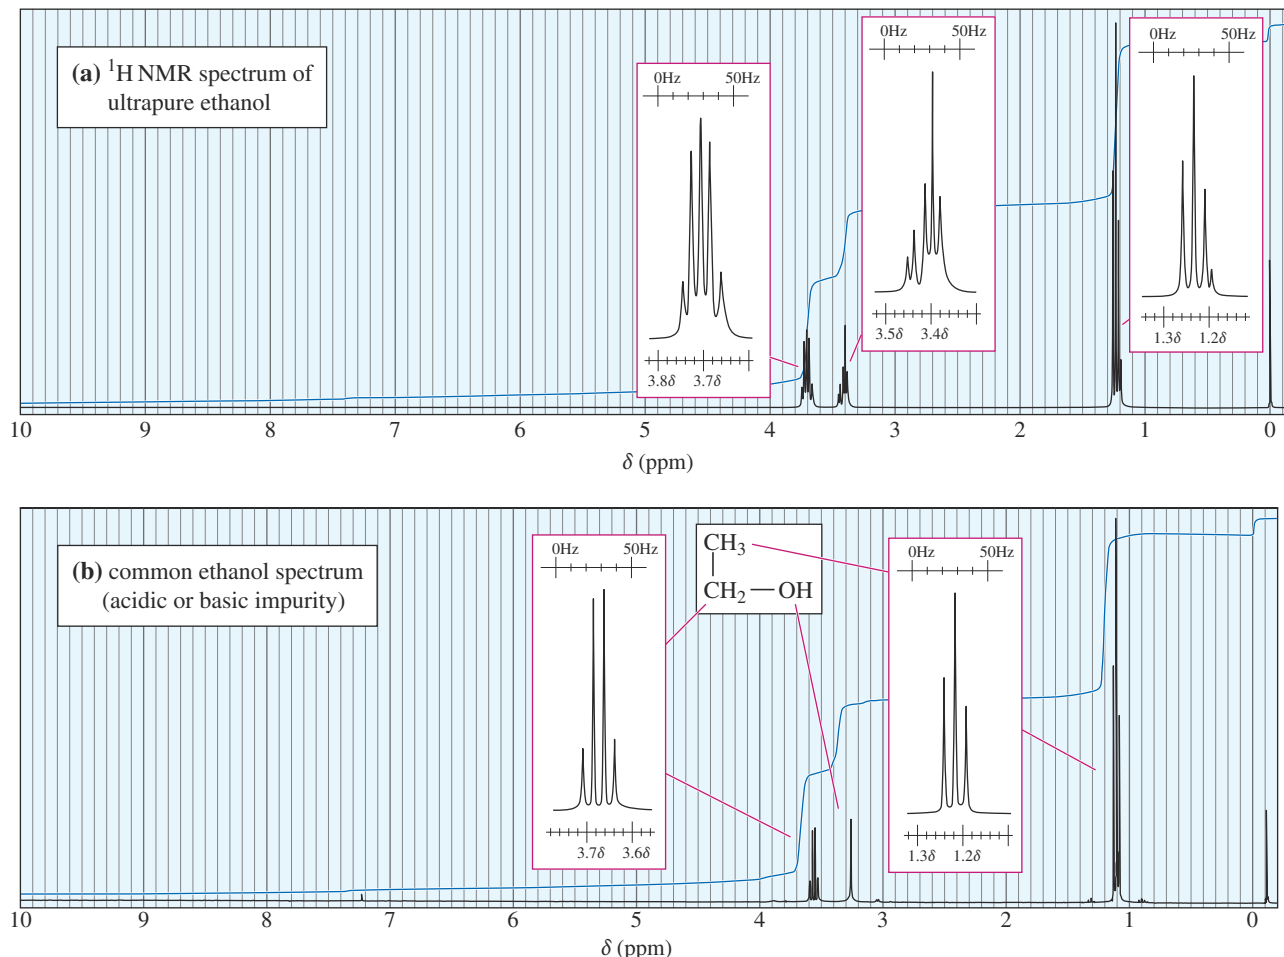 (a) ¹H NMR spectrum of
ultrapure ethanol
0Hz 50Hz
3.8δ 3.7δ
0Hz 50Hz
3.5δ 3.4δ
0Hz 50Hz
1.3δ 1.2δ
10 9 8 7 6 5 4 3 2 1 0
δ (ppm)
(b) common ethanol spectrum
(acidic or basic impurity)
0Hz 50Hz
3.7δ 3.6δ
CH₃
CH₂—OH
0Hz 50Hz
1.3δ 1.2δ
10 9 8 7 6 5 4 3 2 1 0
δ (ppm)